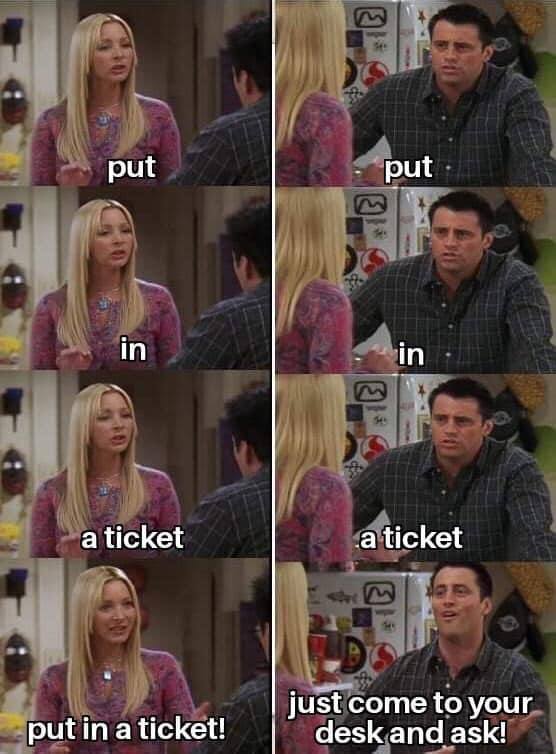 put
put
in
in
a ticket
a ticket
put in a ticket!
just come to your
desk and ask!